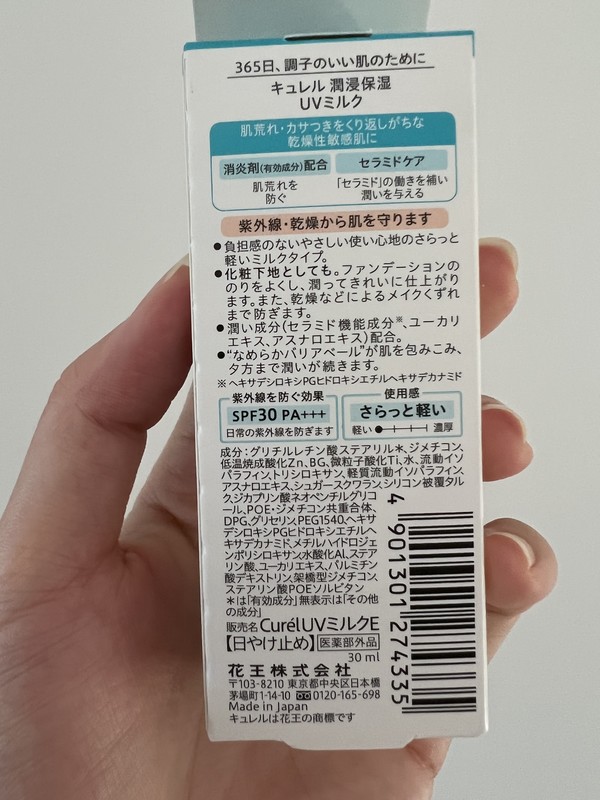 365日、調子のいい肌のために
キュレル 潤浸保湿
UVミルク
肌荒れ・カサつきをくり返しがちな
乾燥性敏感肌に
消炎剤(有効成分)配合
肌荒れを
防ぐ
セラミドケア
「セラミド」の働きを補い
潤いを与える
紫外線・乾燥から肌を守ります
●負担感のないやさしい使い心地のさらっと
軽いミルクタイプ。
●化粧下地としても。ファンデーションの
のりをよくし、潤ってきれいに仕上がり
ます。また、乾燥などによるメイクくずれ
まで防ぎます。
●潤い成分(セラミド機能成分※、ユーカリ
エキス、アスナロエキス)配合。
●“なめらかバリアベール”が肌を包みこみ、
夕方まで潤いが続きます。
※ ヘキサデシロキシPGヒドロキシエチルヘキサデカナミド
紫外線を防ぐ効果
SPF30 PA+++
日常の紫外線を防ぎます
使用感
さらっと軽い
軽い 濃厚
成分：グリチルレチン酸ステアリル＊、ジメチコン、
低温焼成酸化Zn、BG、微粒子酸化Ti、水、流動イソ
パラフィン、トリシロキサン、軽質流動イソパラフィン、
アスナロエキス、シュガースクワラン、シリコン被覆タル
ク、ジカプリン酸ネオペンチルグリコ
ール、POE・ジメチコン共重合体、
DPG、グリセリン、PEG1540、ヘキサ
デシロキシPGヒドロキシエチルヘ
キサデカナミド、メチルハイドロジェ
ンポリシロキサン、水酸化Al、ステア
リン酸、ユーカリエキス、パルミチン
酸デキストリン、架橋型ジメチコン、
ステアリン酸POEソルビタン
＊は「有効成分」無表示は「その他
の成分」
販売名 CurélUVミルクE
【日やけ止め】 医薬部外品
30 ml
花王株式会社
〒103-8210 東京都中央区日本橋
茅場町1-14-10 0120-165-698
Made in Japan
キュレルは花王の商標です
4 901301 274335